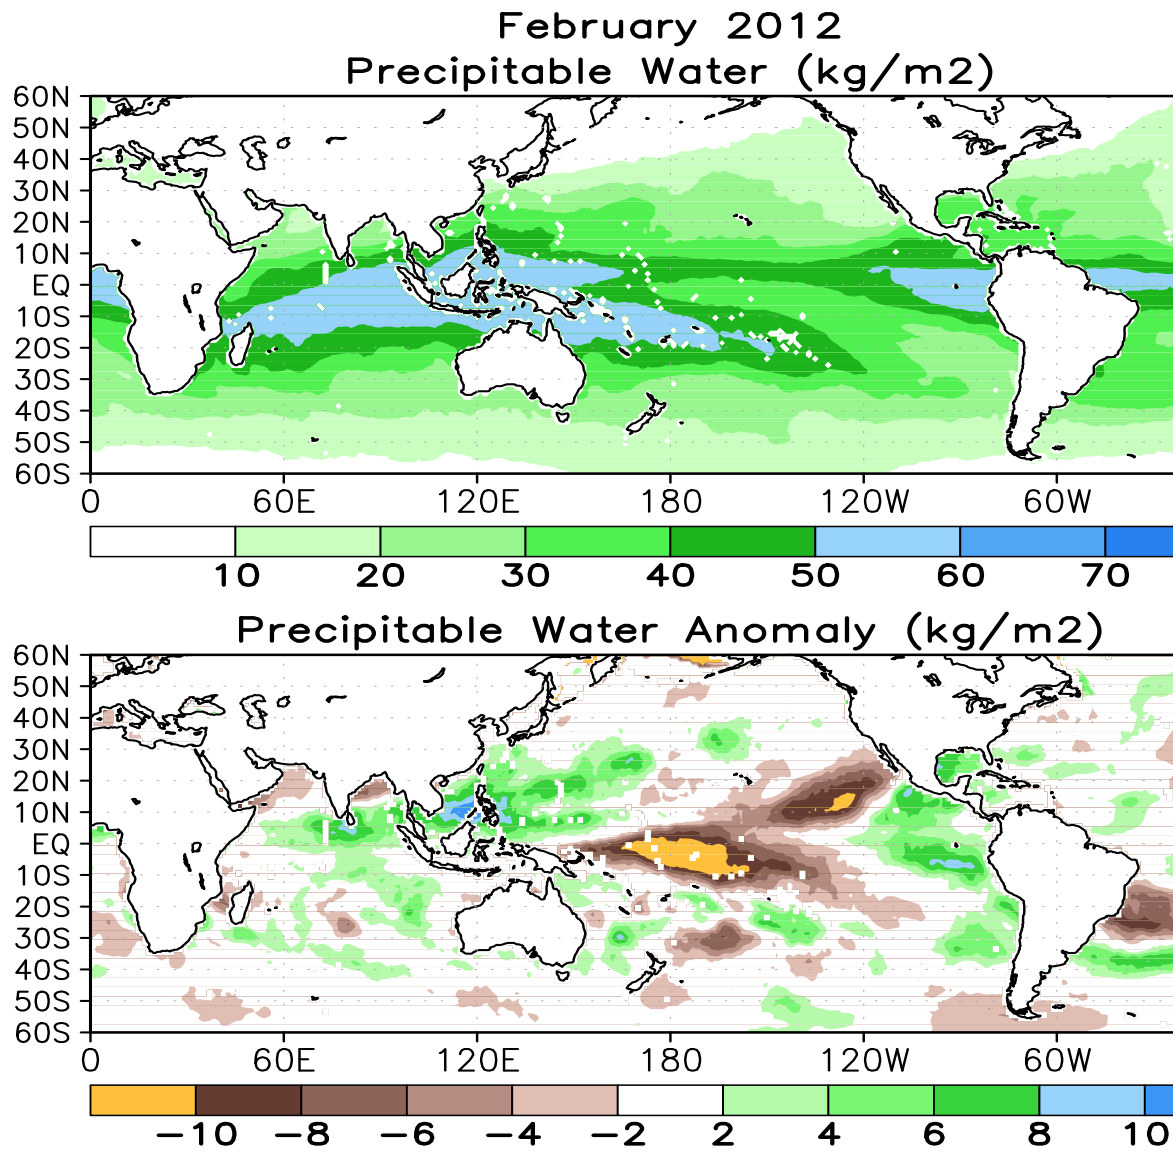 February 2012
Precipitable Water (kg/m2)
60N
50N
40N
30N
20N
10N
EQ
10S
20S
30S
40S
50S
60S
0 60E 120E 180 120W 60W
10 20 30 40 50 60 70
Precipitable Water Anomaly (kg/m2)
60N
50N
40N
30N
20N
10N
EQ
10S
20S
30S
40S
50S
60S
0 60E 120E 180 120W 60W
−10 −8 −6 −4 −2 2 4 6 8 10